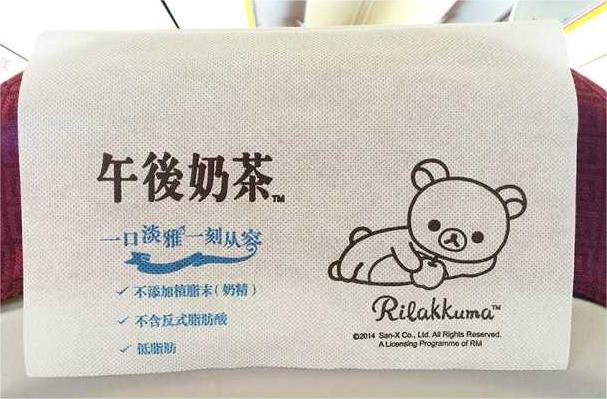 午後奶茶™
一口淡雅一刻从容
✓ 不添加植脂末(奶精)
✓ 不含反式脂肪酸
✓ 低脂肪
Rilakkuma™
©2014 San-X Co., Ltd. All Rights Reserved.
A Licensing Programme of RM